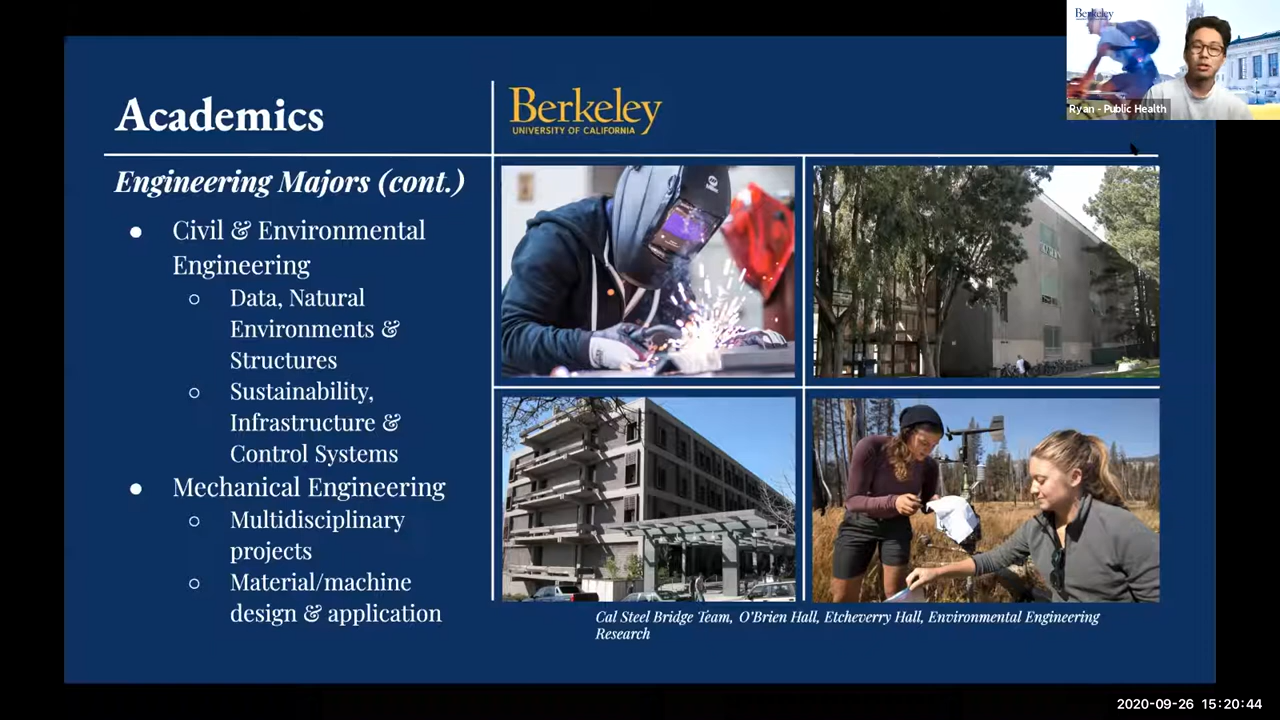 Berkeley
Ryan - Public Health
Academics
Berkeley
UNIVERSITY OF CALIFORNIA
Engineering Majors (cont.)
● Civil & Environmental
Engineering
○ Data, Natural
Environments &
Structures
○ Sustainability,
Infrastructure &
Control Systems
● Mechanical Engineering
○ Multidisciplinary
projects
○ Material/machine
design & application
Cal Steel Bridge Team, O'Brien Hall, Etcheverry Hall, Environmental Engineering
Research
2020-09-26 15:20:44